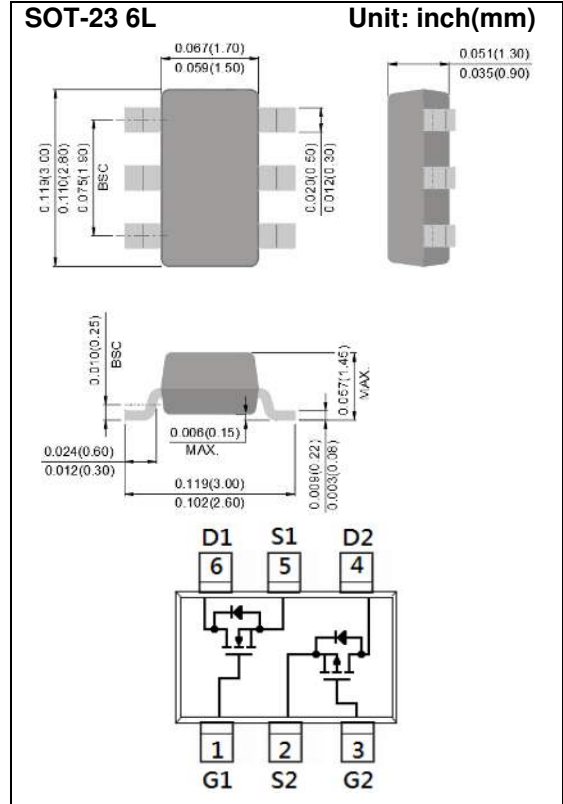 SOT-23 6L Unit: inch(mm)
0.067(1.70)
0.059(1.50)
0.051(1.30)
0.035(0.90)
0.119(3.00)
0.110(2.80)
0.075(1.90)
BSC
0.020(0.50)
0.012(0.30)
0.010(0.25)
BSC
0.057(1.45)
MAX.
0.006(0.15)
MAX.
0.024(0.60)
0.012(0.30)
0.119(3.00)
0.102(2.60)
0.009(0.22)
0.003(0.08)
D1 S1 D2
6 5 4
1 2 3
G1 S2 G2